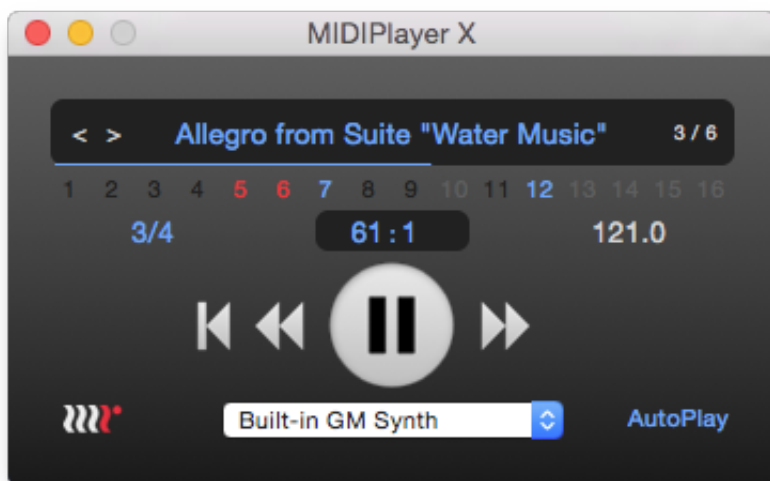 MIDIPlayer X
< > Allegro from Suite "Water Music" 3 / 6
1 2 3 4 5 6 7 8 9 10 11 12 13 14 15 16
3/4 61 : 1 121.0
Built-in GM Synth AutoPlay